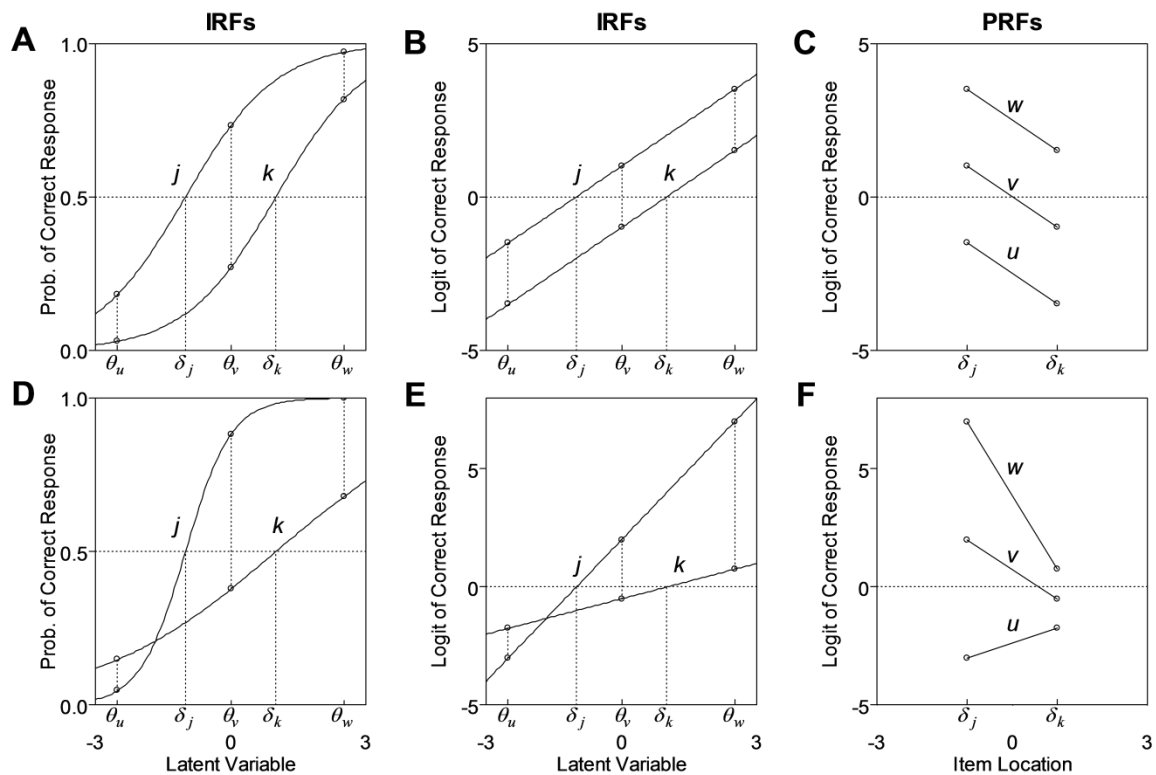 IRFs IRFs PRFs
A B C
Prob. of Correct Response
1.0
0.5
0.0
j k
θu δj θv δk θw
Logit of Correct Response
5
0
-5
j k
θu δj θv δk θw
Logit of Correct Response
5
0
-5
w
v
u
δj δk
D E F
Prob. of Correct Response
1.0
0.5
0.0
j k
θu δj θv δk θw
-3 0 3
Latent Variable
Logit of Correct Response
5
0
-5
j k
θu δj θv δk θw
-3 0 3
Latent Variable
Logit of Correct Response
5
0
-5
w
v
u
δj δk
-3 0 3
Item Location